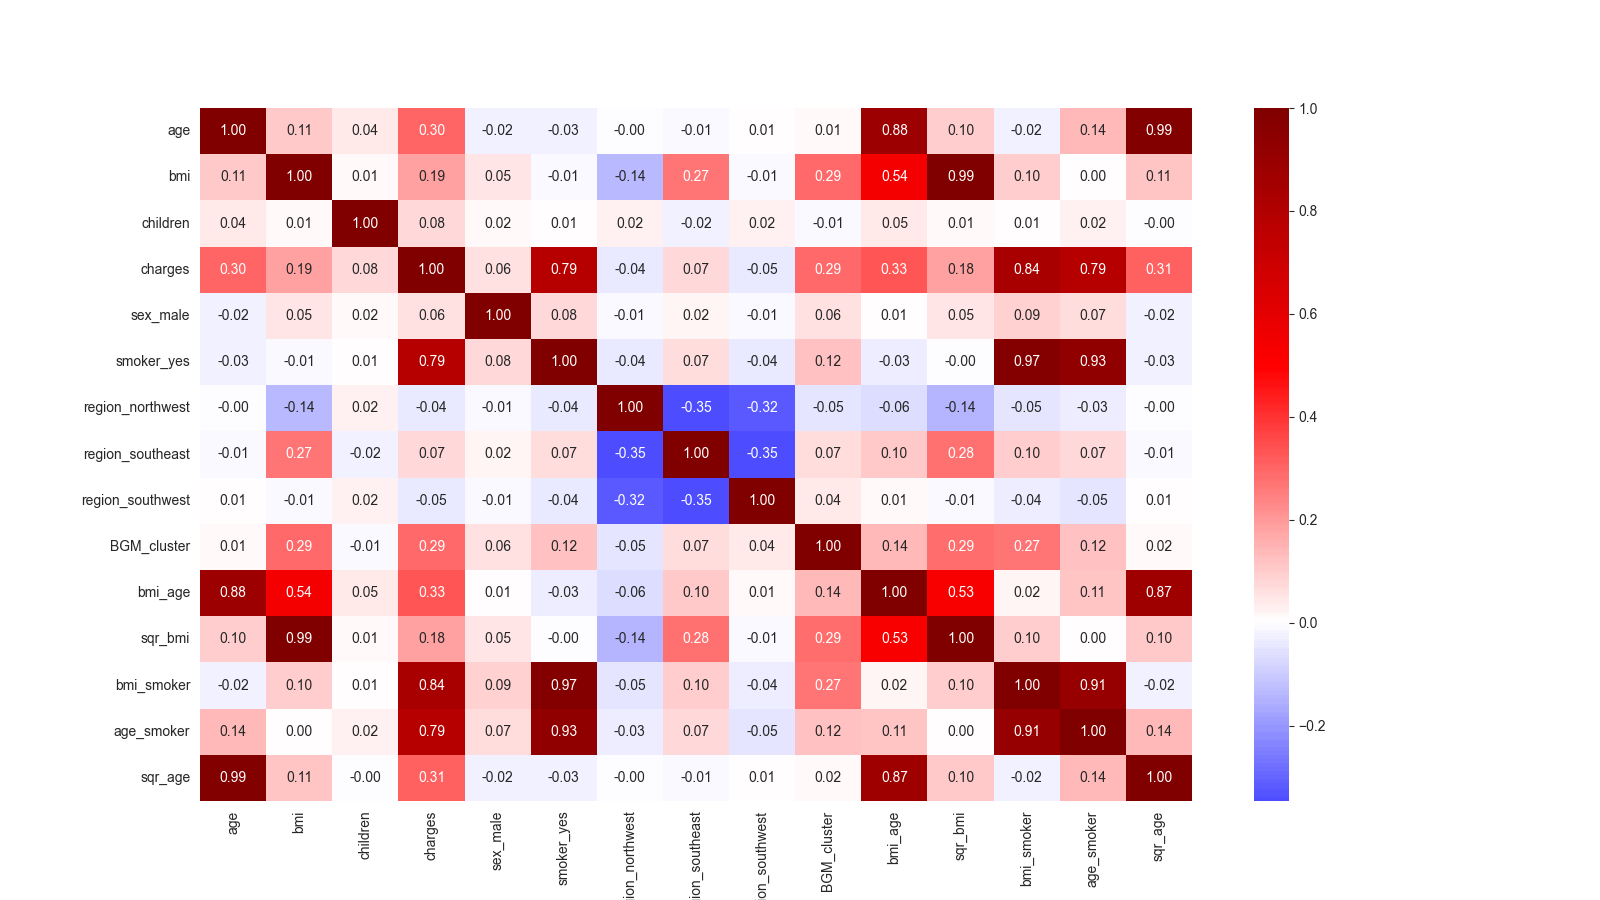 age 1.00 0.11 0.04 0.30 -0.02 -0.03 -0.00 -0.01 0.01 0.01 0.88 0.10 -0.02 0.14 0.99
bmi 0.11 1.00 0.01 0.19 0.05 -0.01 -0.14 0.27 -0.01 0.29 0.54 0.99 0.10 0.00 0.11
children 0.04 0.01 1.00 0.08 0.02 0.01 0.02 -0.02 0.02 -0.01 0.05 0.01 0.01 0.02 -0.00
charges 0.30 0.19 0.08 1.00 0.06 0.79 -0.04 0.07 -0.05 0.29 0.33 0.18 0.84 0.79 0.31
sex_male -0.02 0.05 0.02 0.06 1.00 0.08 -0.01 0.02 -0.01 0.06 0.01 0.05 0.09 0.07 -0.02
smoker_yes -0.03 -0.01 0.01 0.79 0.08 1.00 -0.04 0.07 -0.04 0.12 -0.03 -0.00 0.97 0.93 -0.03
region_northwest -0.00 -0.14 0.02 -0.04 -0.01 -0.04 1.00 -0.35 -0.32 -0.05 -0.06 -0.14 -0.05 -0.03 -0.00
region_southeast -0.01 0.27 -0.02 0.07 0.02 0.07 -0.35 1.00 -0.35 0.07 0.10 0.28 0.10 0.07 -0.01
region_southwest 0.01 -0.01 0.02 -0.05 -0.01 -0.04 -0.32 -0.35 1.00 0.04 0.01 -0.01 -0.04 -0.05 0.01
BGM_cluster 0.01 0.29 -0.01 0.29 0.06 0.12 -0.05 0.07 0.04 1.00 0.14 0.29 0.27 0.12 0.02
bmi_age 0.88 0.54 0.05 0.33 0.01 -0.03 -0.06 0.10 0.01 0.14 1.00 0.53 0.02 0.11 0.87
sqr_bmi 0.10 0.99 0.01 0.18 0.05 -0.00 -0.14 0.28 -0.01 0.29 0.53 1.00 0.10 0.00 0.10
bmi_smoker -0.02 0.10 0.01 0.84 0.09 0.97 -0.05 0.10 -0.04 0.27 0.02 0.10 1.00 0.91 -0.02
age_smoker 0.14 0.00 0.02 0.79 0.07 0.93 -0.03 0.07 -0.05 0.12 0.11 0.00 0.91 1.00 0.14
sqr_age 0.99 0.11 -0.00 0.31 -0.02 -0.03 -0.00 -0.01 0.01 0.02 0.87 0.10 -0.02 0.14 1.00
age
bmi
children
charges
sex_male
smoker_yes
ion_northwest
ion_southeast
on_southwest
BGM_cluster
bmi_age
sqr_bmi
bmi_smoker
age_smoker
sqr_age
1.0
0.8
0.6
0.4
0.2
0.0
−0.2